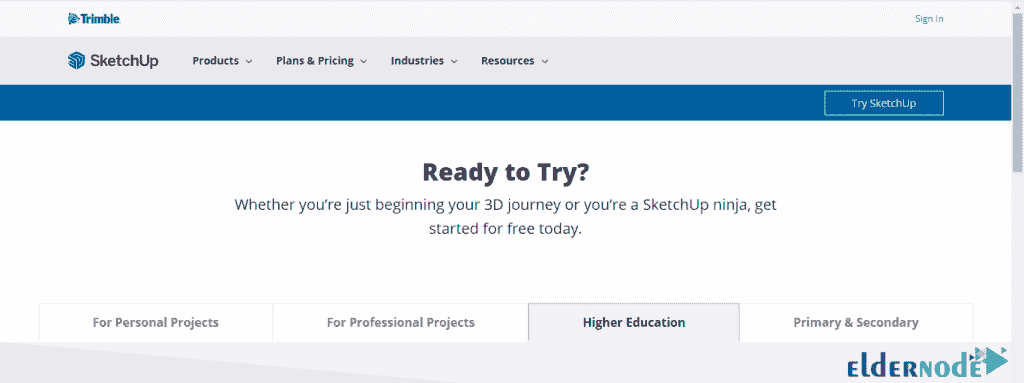 Trimble
Sign In
SketchUp Products Plans & Pricing Industries Resources
Try SketchUp
Ready to Try?
Whether you’re just beginning your 3D journey or you’re a SketchUp ninja, get
started for free today.
For Personal Projects For Professional Projects Higher Education Primary & Secondary
ELDERNODE